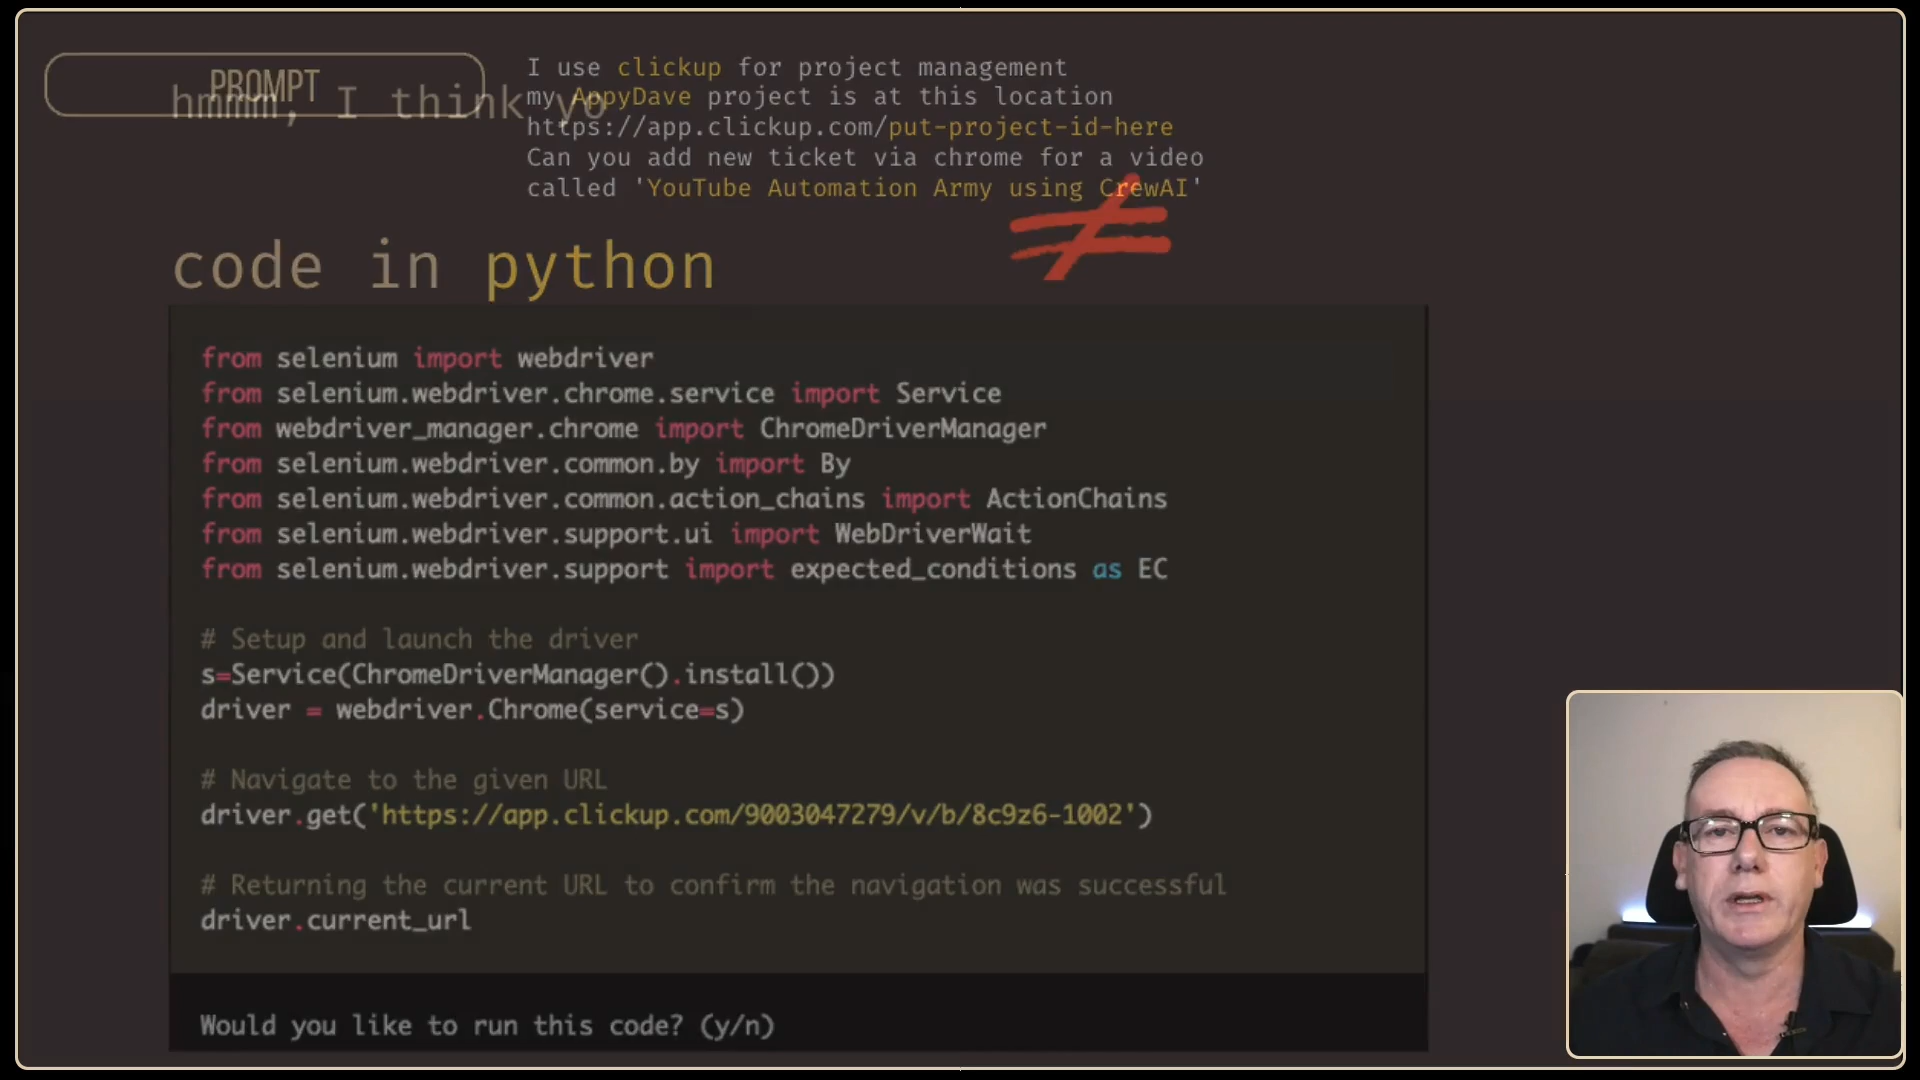 PROMPT
hmmm, I think yo
I use clickup for project management
my AppyDave project is at this location
https://app.clickup.com/put-project-id-here
Can you add new ticket via chrome for a video
called 'YouTube Automation Army using CrewAI'
≠
code in python
from selenium import webdriver
from selenium.webdriver.chrome.service import Service
from webdriver_manager.chrome import ChromeDriverManager
from selenium.webdriver.common.by import By
from selenium.webdriver.common.action_chains import ActionChains
from selenium.webdriver.support.ui import WebDriverWait
from selenium.webdriver.support import expected_conditions as EC
# Setup and launch the driver
s=Service(ChromeDriverManager().install())
driver = webdriver.Chrome(service=s)
# Navigate to the given URL
driver.get('https://app.clickup.com/9003047279/v/b/8c9z6-1002')
# Returning the current URL to confirm the navigation was successful
driver.current_url
Would you like to run this code? (y/n)